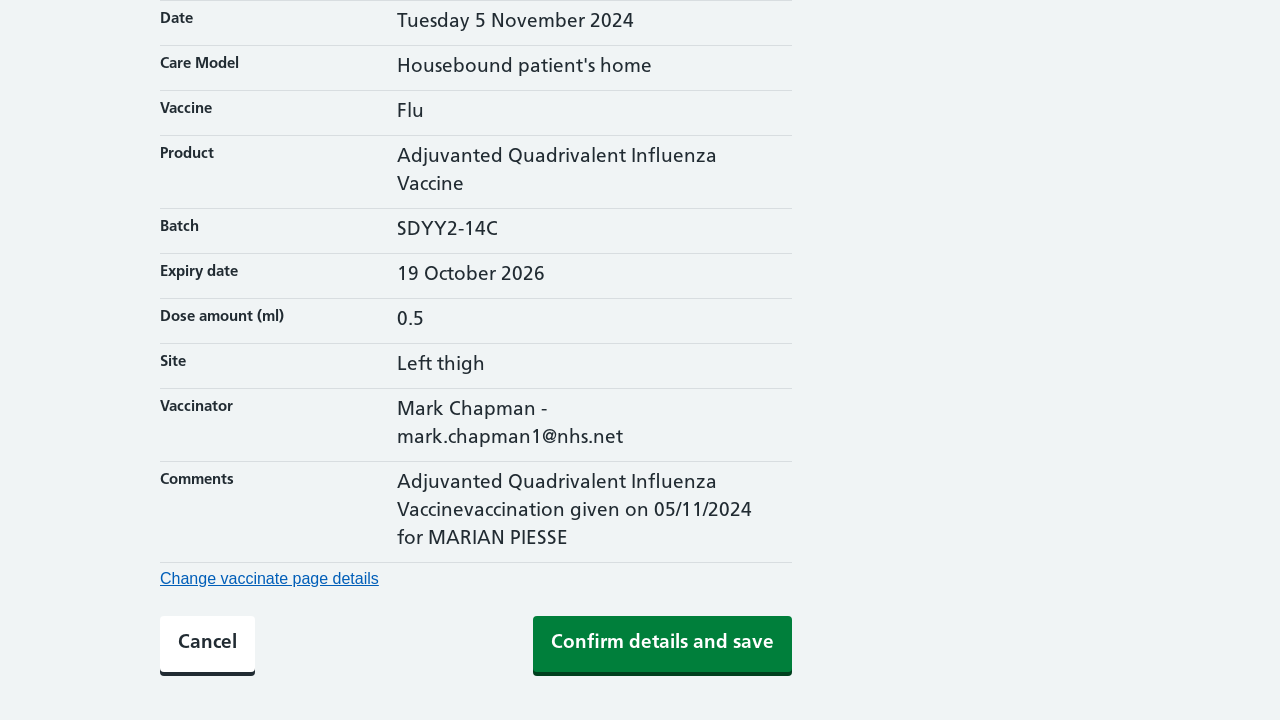 Date
Tuesday 5 November 2024
Care Model
Housebound patient's home
Vaccine
Flu
Product
Adjuvanted Quadrivalent Influenza
Vaccine
Batch
SDYY2-14C
Expiry date
19 October 2026
Dose amount (ml)
0.5
Site
Left thigh
Vaccinator
Mark Chapman -
mark.chapman1@nhs.net
Comments
Adjuvanted Quadrivalent Influenza
Vaccinevaccination given on 05/11/2024
for MARIAN PIESSE
Change vaccinate page details
Cancel
Confirm details and save